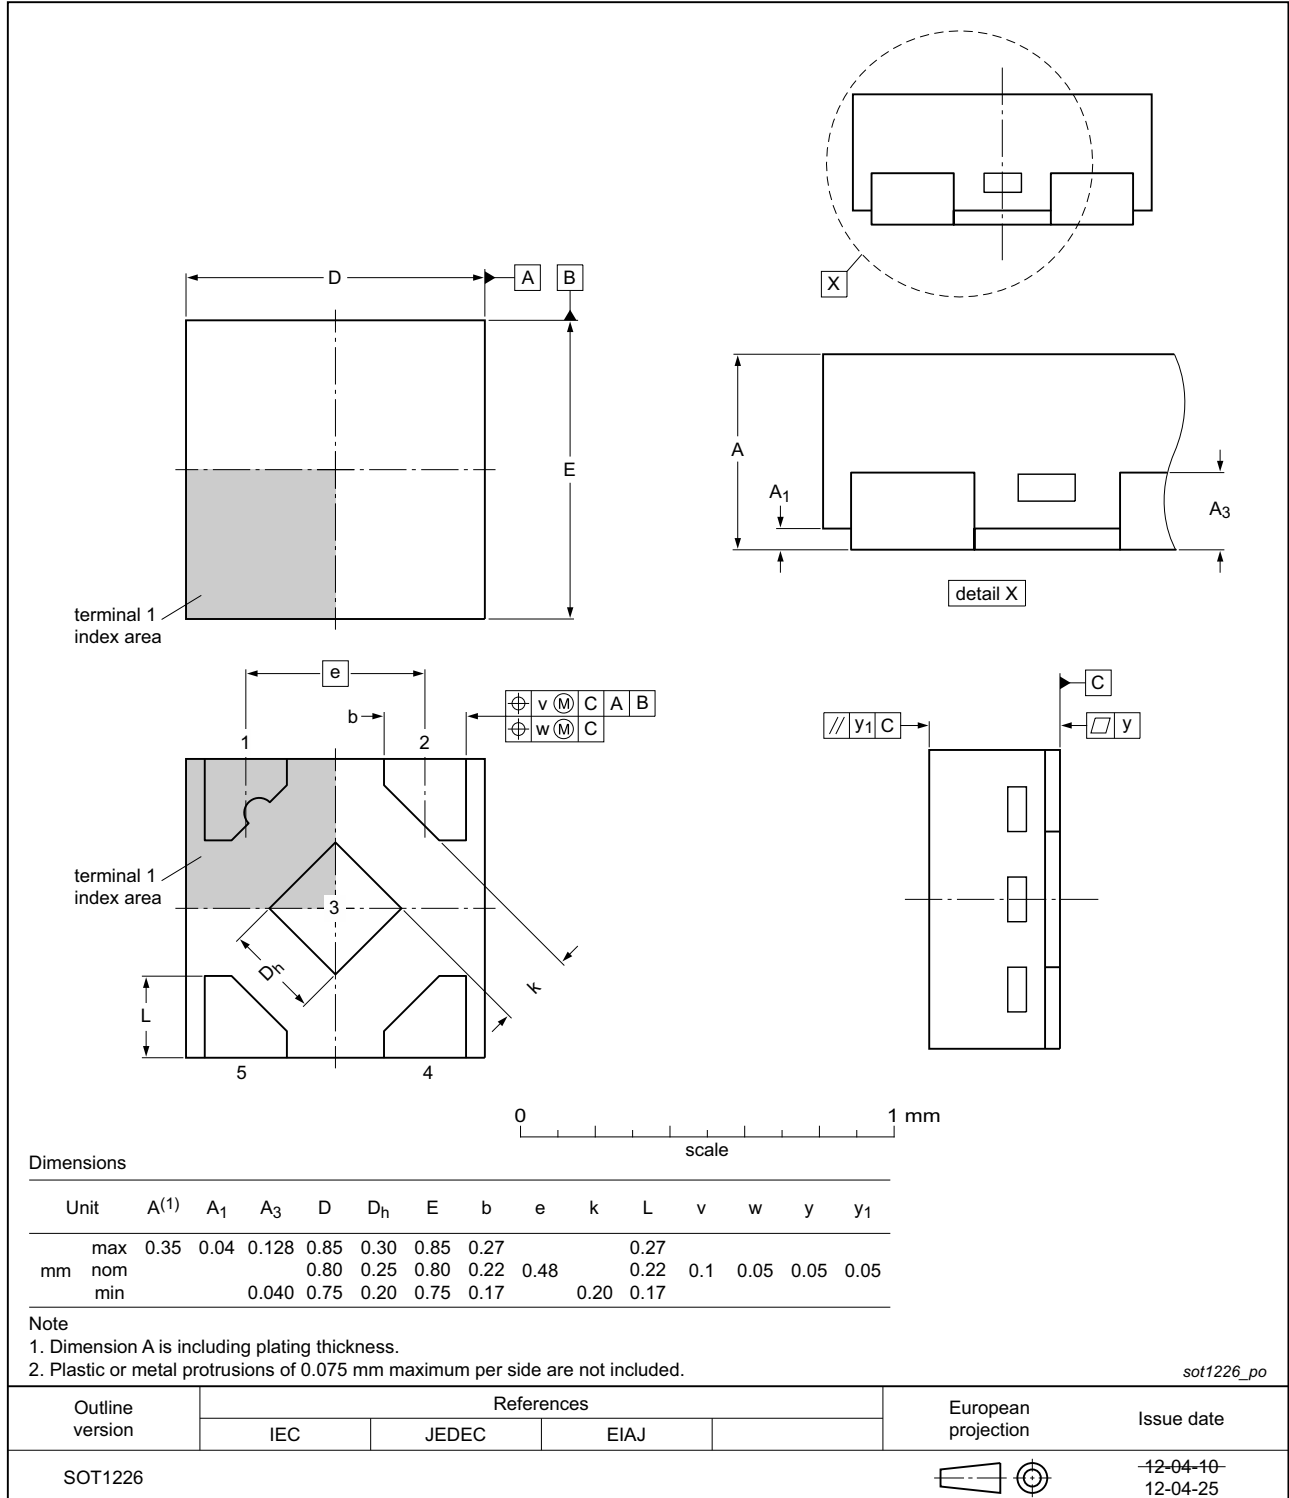 X
D
A
B
E
terminal 1
index area
A
A1
A3
detail X
e
b
v M C A B
w M C
1
2
terminal 1
index area
3
Dh
k
L
5
4
C
// y1 C
y
0
1 mm
scale
Dimensions
Unit A(1) A1 A3 D Dh E b e k L v w y y1
max 0.35 0.04 0.128 0.85 0.30 0.85 0.27 0.27
mm nom 0.80 0.25 0.80 0.22 0.48 0.22 0.1 0.05 0.05 0.05
min 0.040 0.75 0.20 0.75 0.17 0.20 0.17
Note
1. Dimension A is including plating thickness.
2. Plastic or metal protrusions of 0.075 mm maximum per side are not included.
sot1226_po
Outline
version
References
IEC JEDEC EIAJ
European
projection
Issue date
SOT1226
12-04-10
12-04-25